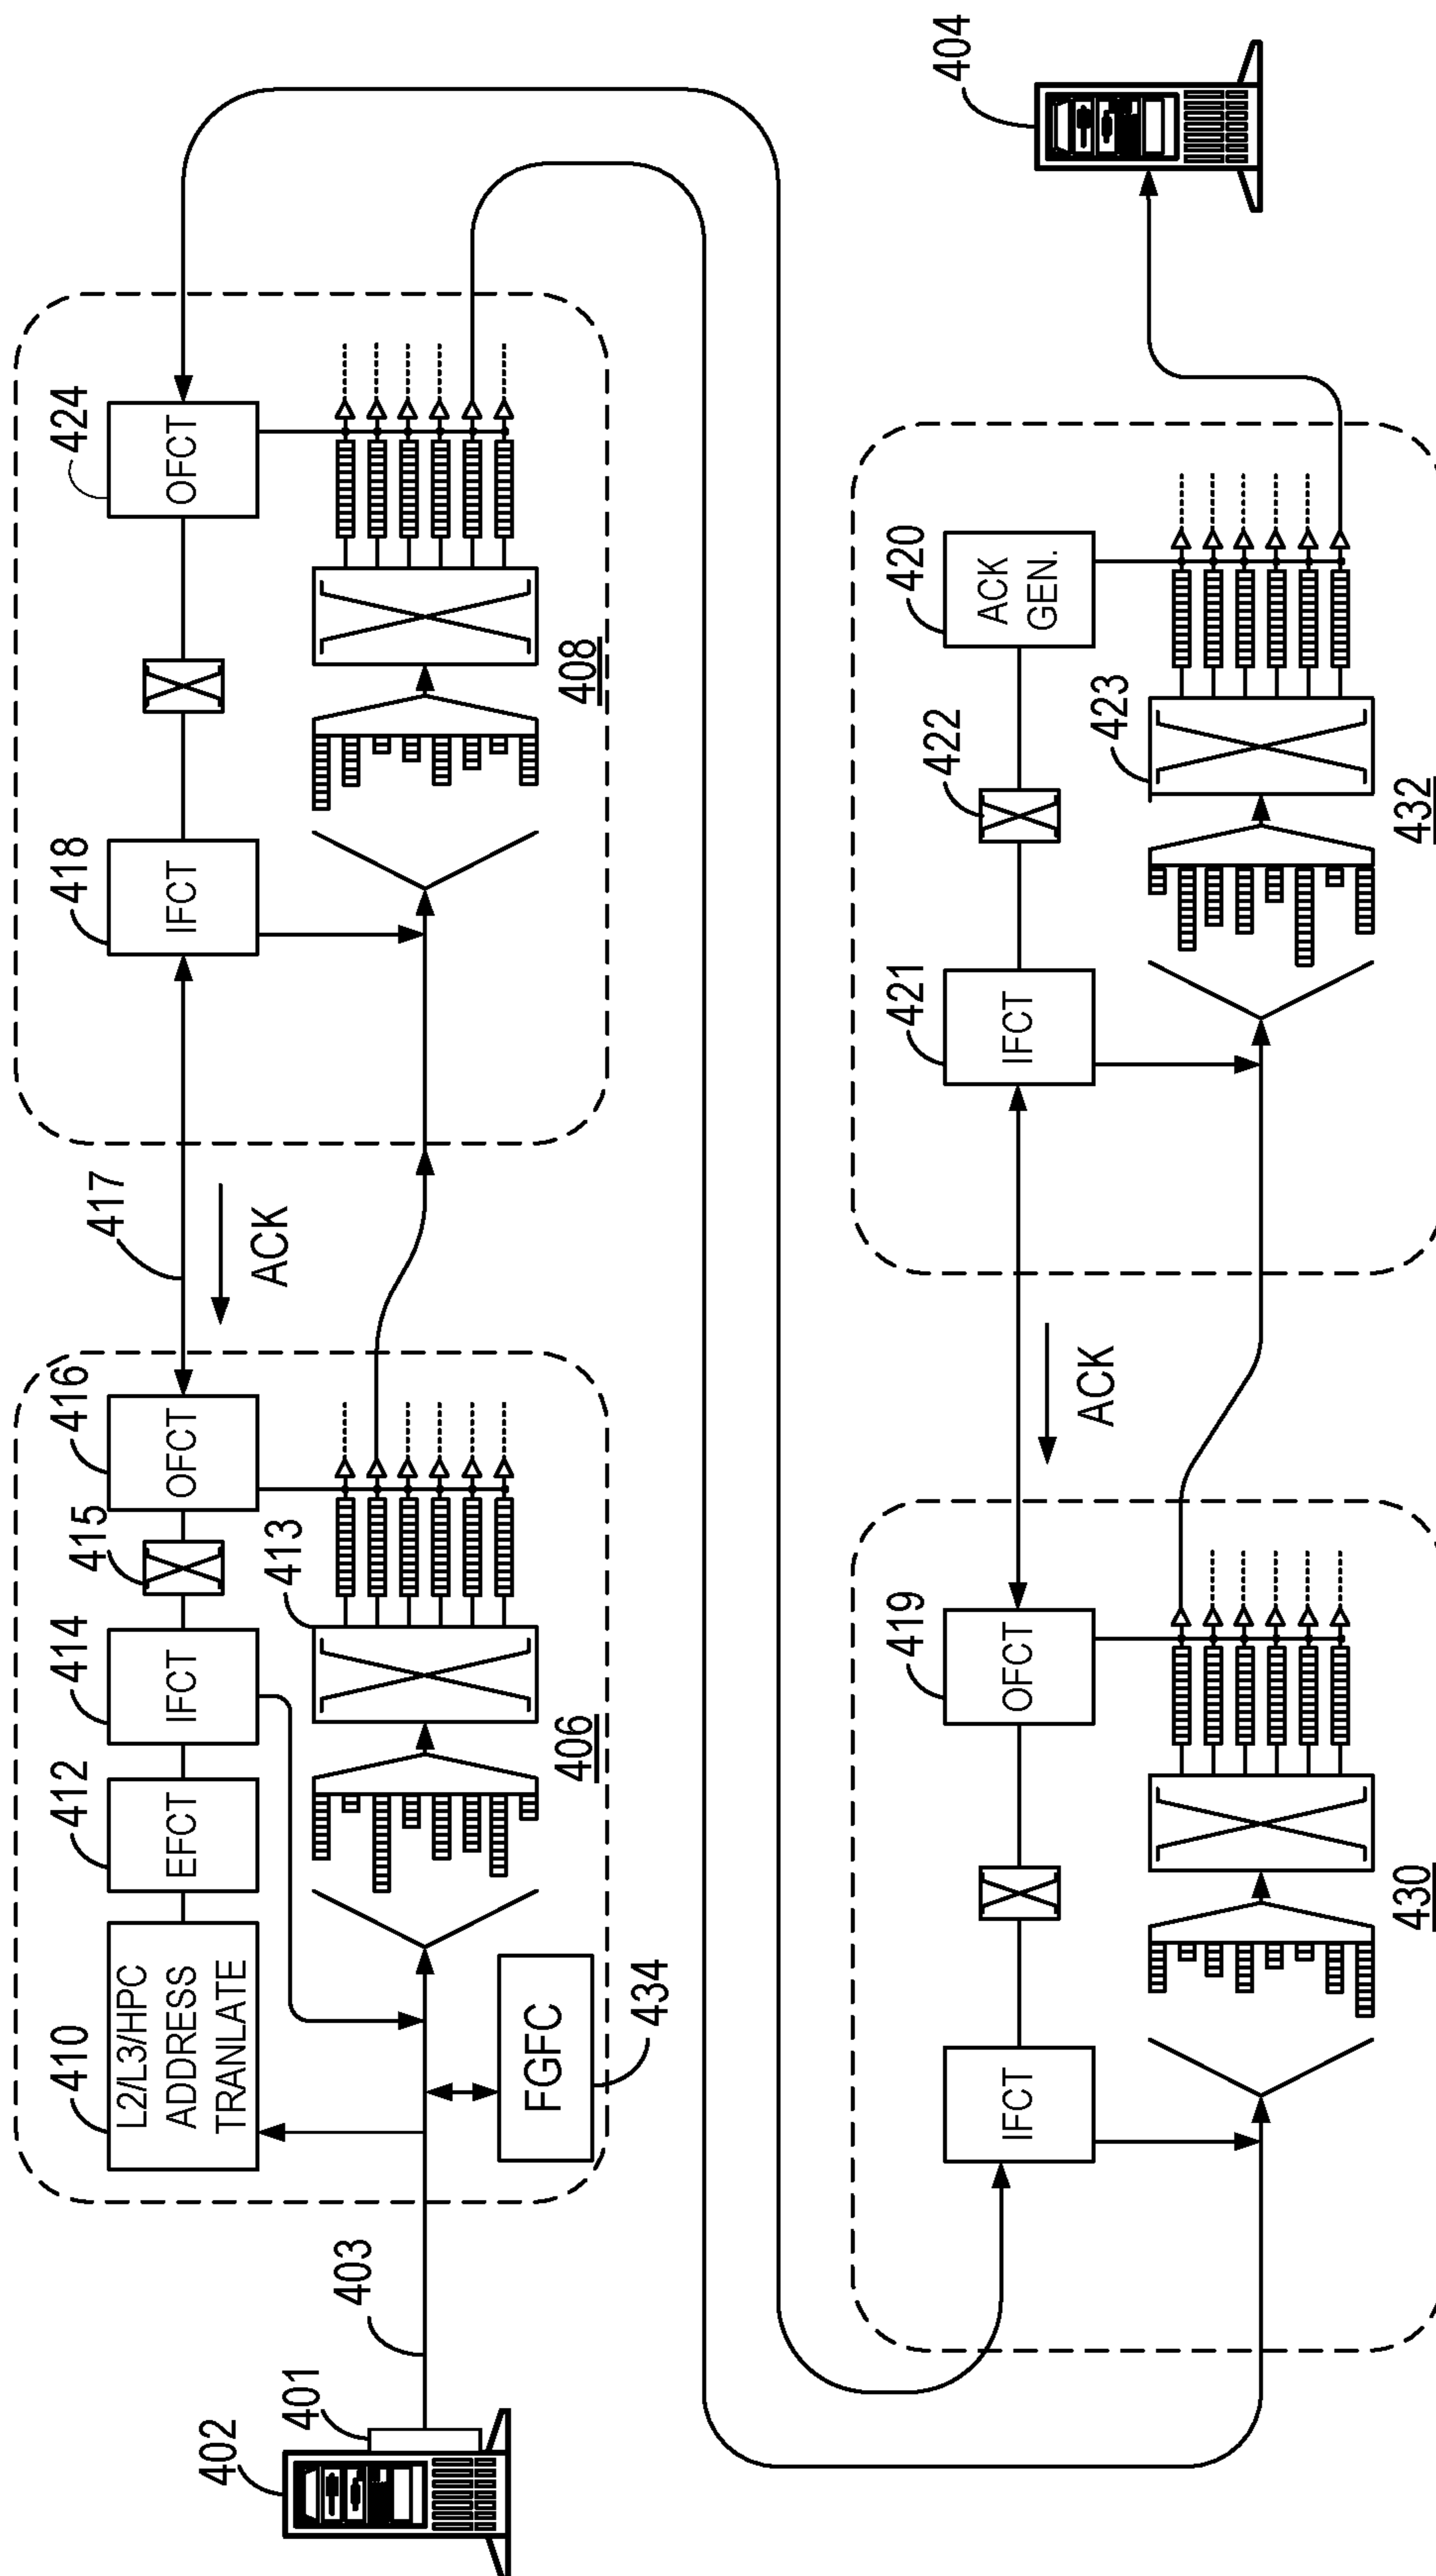 402
401
403
410
L2/L3/HPC
ADDRESS
TRANLATE
412
EFCT
414
IFCT
415
416
OFCT
413
406
FGFC
434
417
ACK
418
IFCT
424
OFCT
408
IFCT
419
OFCT
430
ACK
421
IFCT
422
420
ACK
GEN.
423
432
404